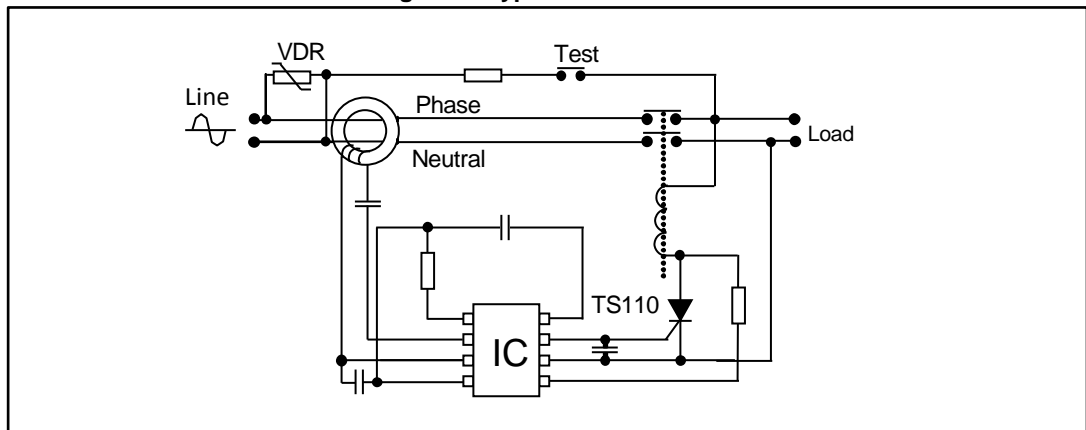 VDR
Test
Line
Phase
Load
Neutral
TS110
IC